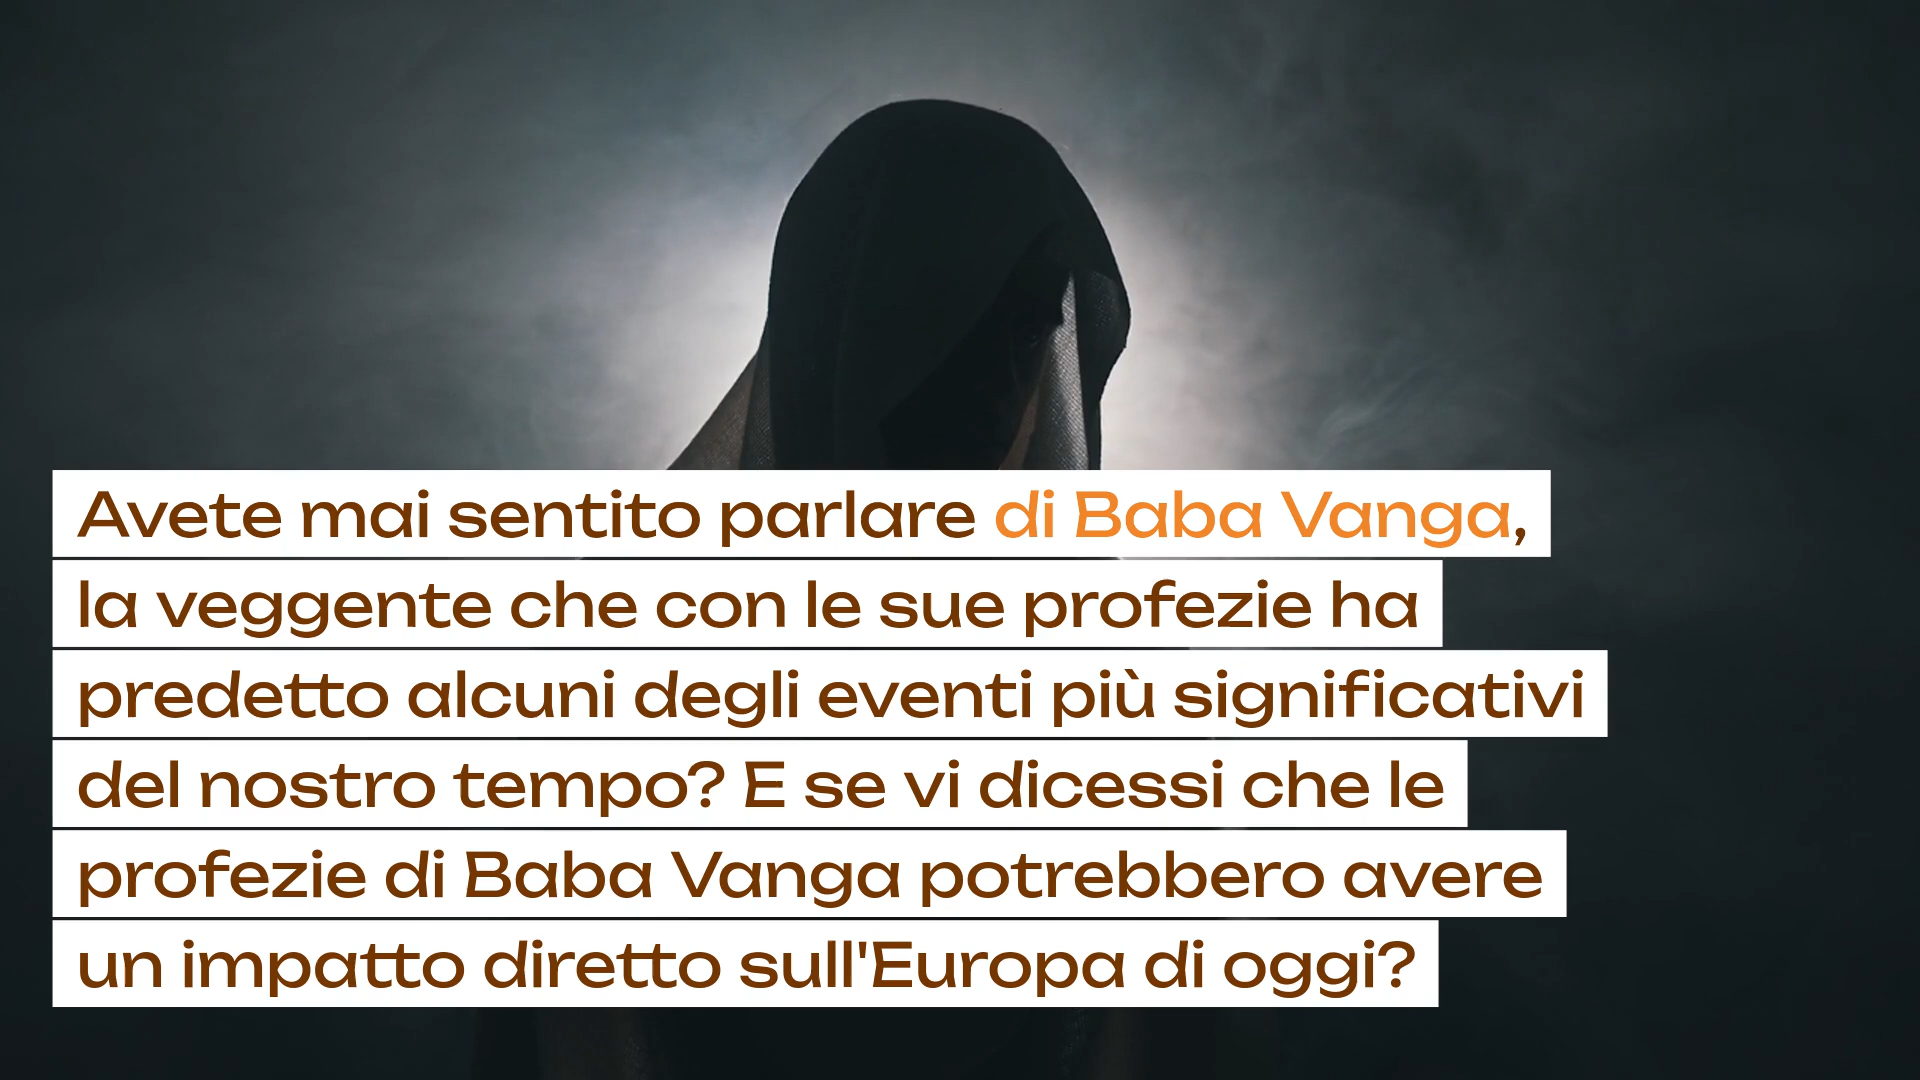 Avete mai sentito parlare di Baba Vanga,
la veggente che con le sue profezie ha
predetto alcuni degli eventi più significativi
del nostro tempo? E se vi dicessi che le
profezie di Baba Vanga potrebbero avere
un impatto diretto sull'Europa di oggi?